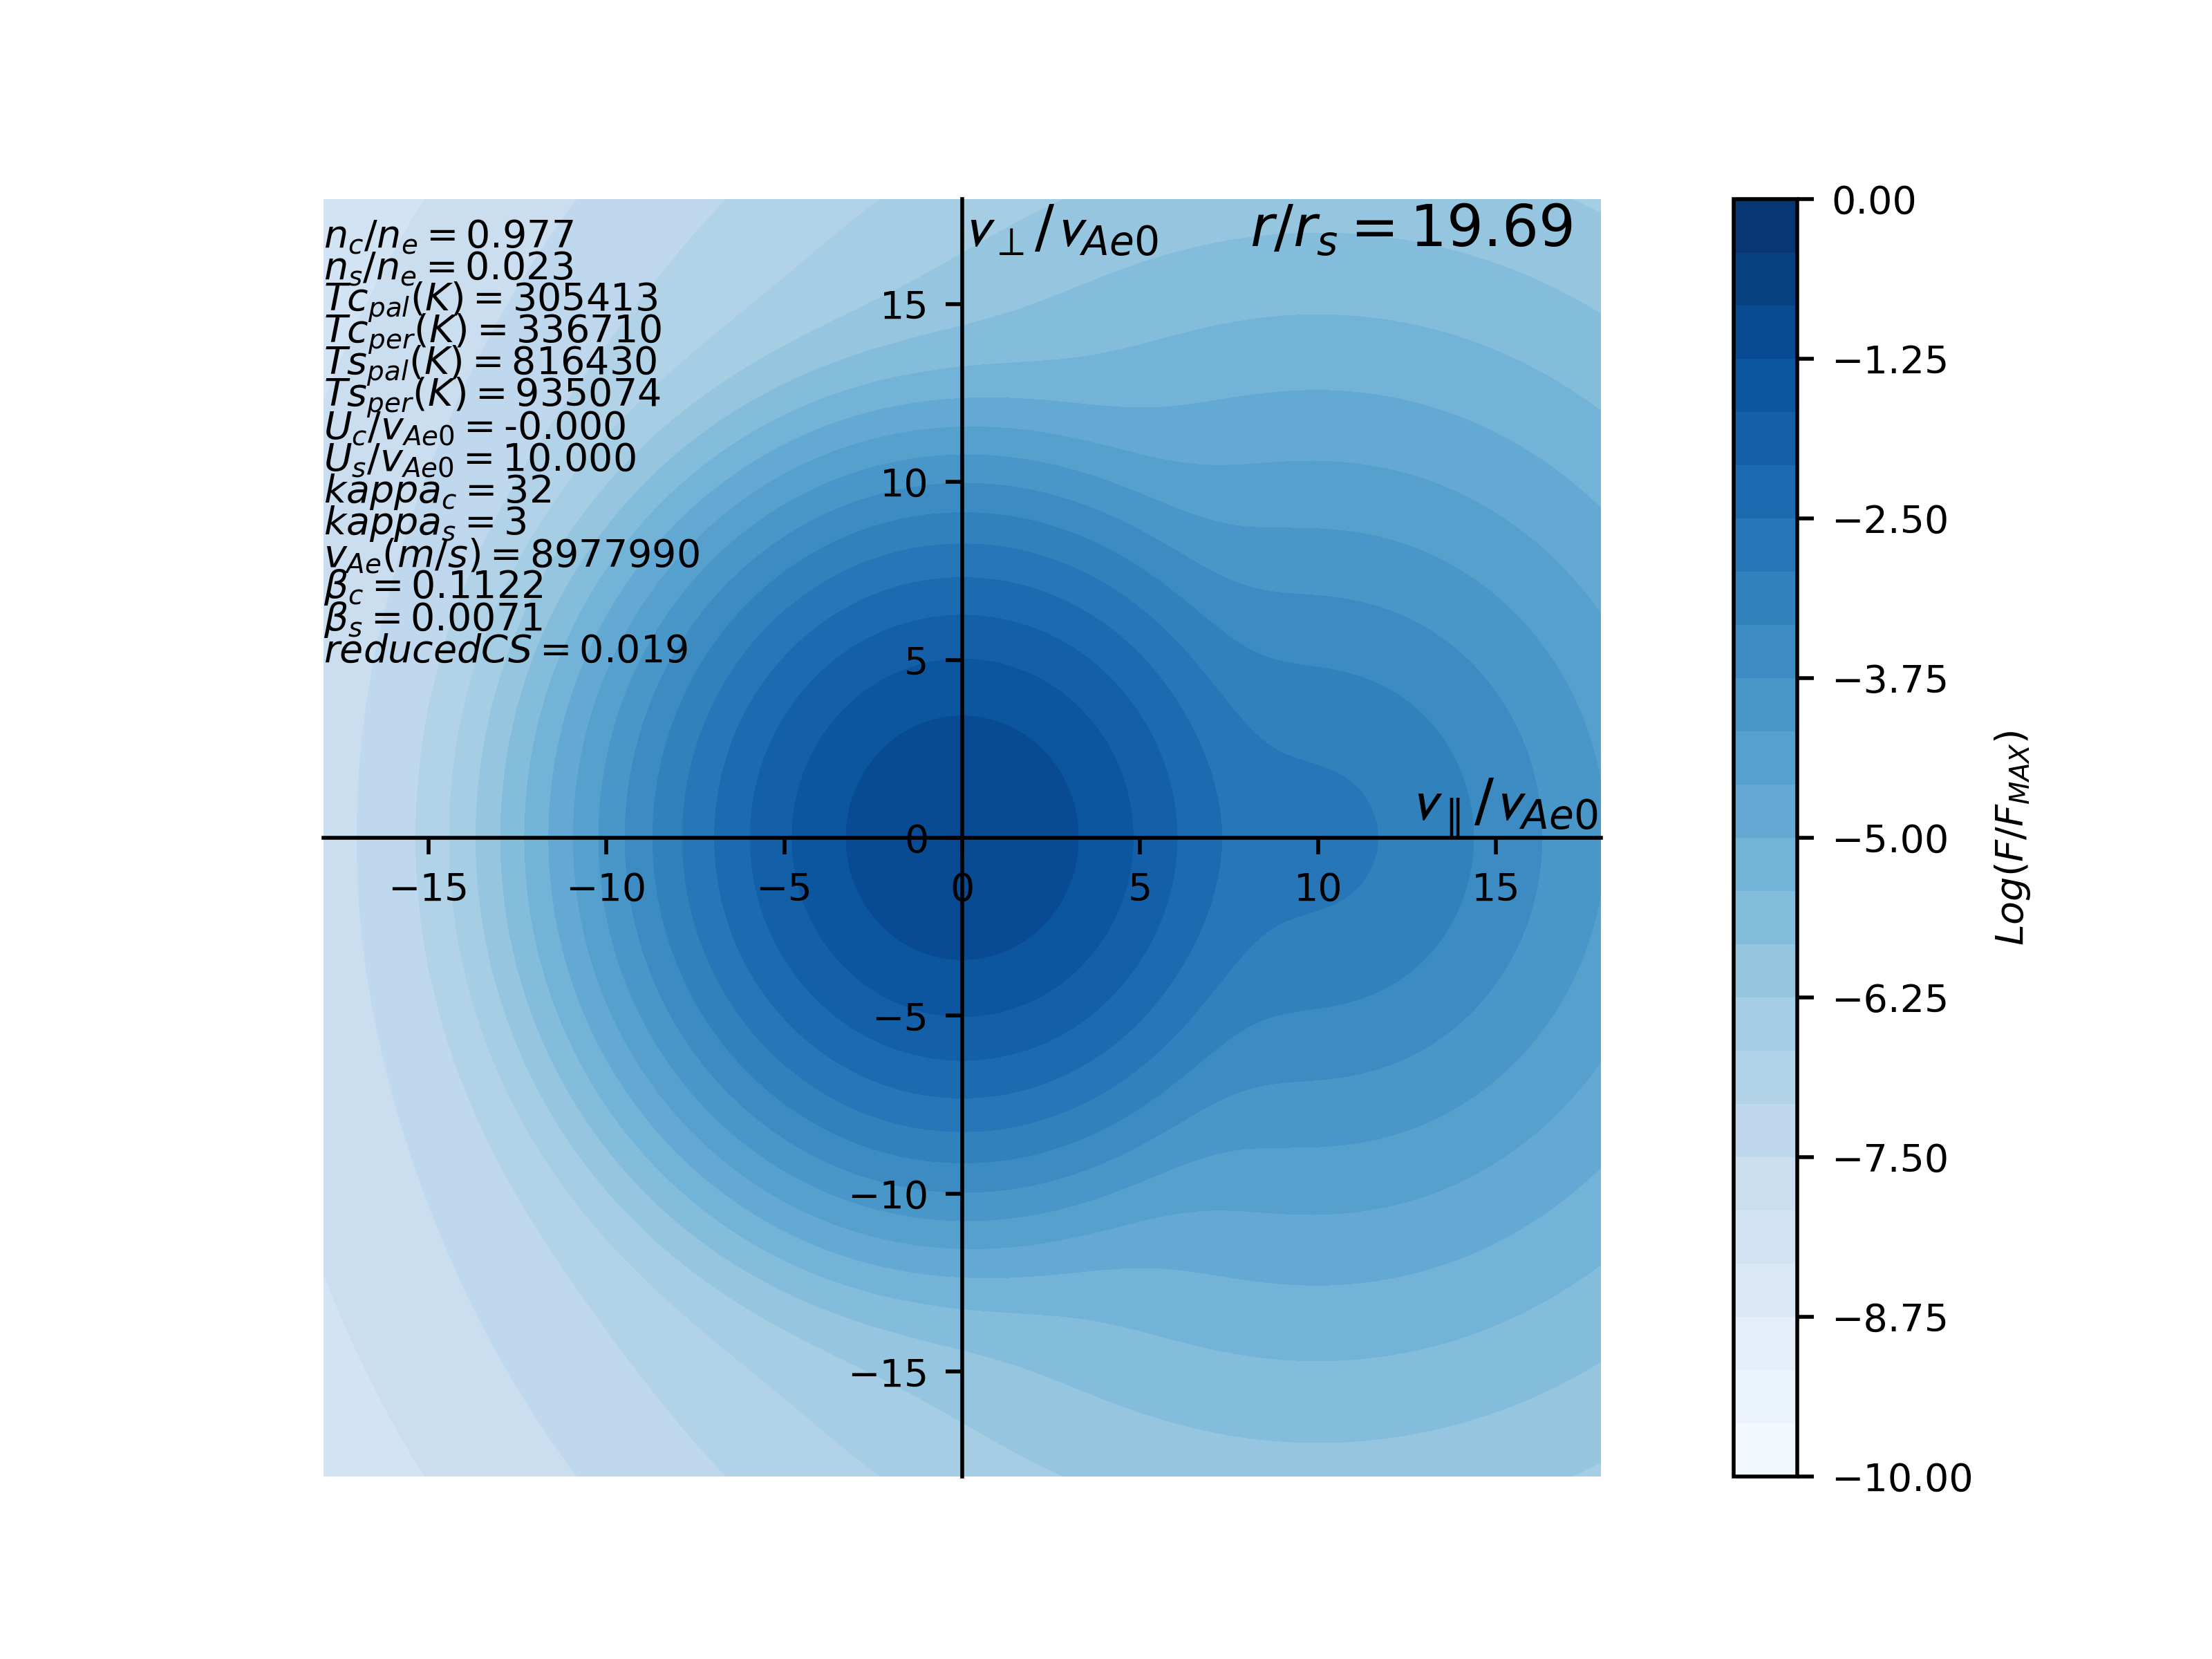 n_c/n_e = 0.977
n_s/n_e = 0.023
Tc_pal(K) = 305413
Tc_per(K) = 336710
Ts_pal(K) = 816430
Ts_per(K) = 935074
U_c/v_Ae0 = -0.000
U_s/v_Ae0 = 10.000
kappa_c = 32
kappa_s = 3
v_Ae(m/s) = 8977990
β_c = 0.1122
β_s = 0.0071
reducedCS = 0.019
v_⊥/v_Ae0
r/r_s = 19.69
15
10
5
0
−5
−10
−15
v_∥/v_Ae0
−15
−10
−5
0
5
10
15
0.00
−1.25
−2.50
−3.75
−5.00
−6.25
−7.50
−8.75
−10.00
Log(F/F_MAX)